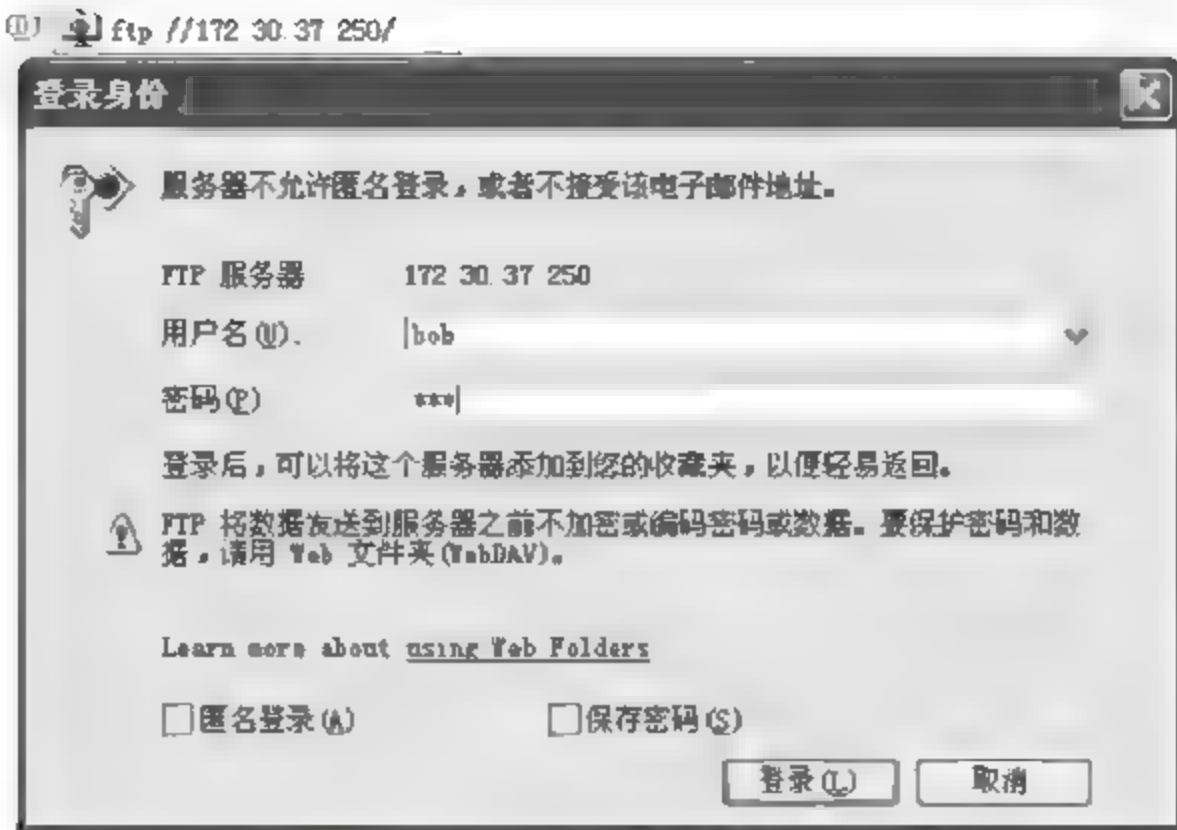 (D) ftp //172 30.37 250/
登录身份
服务器不允许匿名登录，或者不接受该电子邮件地址。
FTP 服务器 172 30.37 250
用户名(U). bob
密码(P) ***
登录后，可以将这个服务器添加到您的收藏夹，以便轻易返回。
FTP 将数据发送到服务器之前不加密或编码密码或数据。要保护密码和数
据，请用 Web 文件夹(WebDAV)。
Learn more about using Web Folders
匿名登录(A) 保存密码(S)
登录(L) 取消